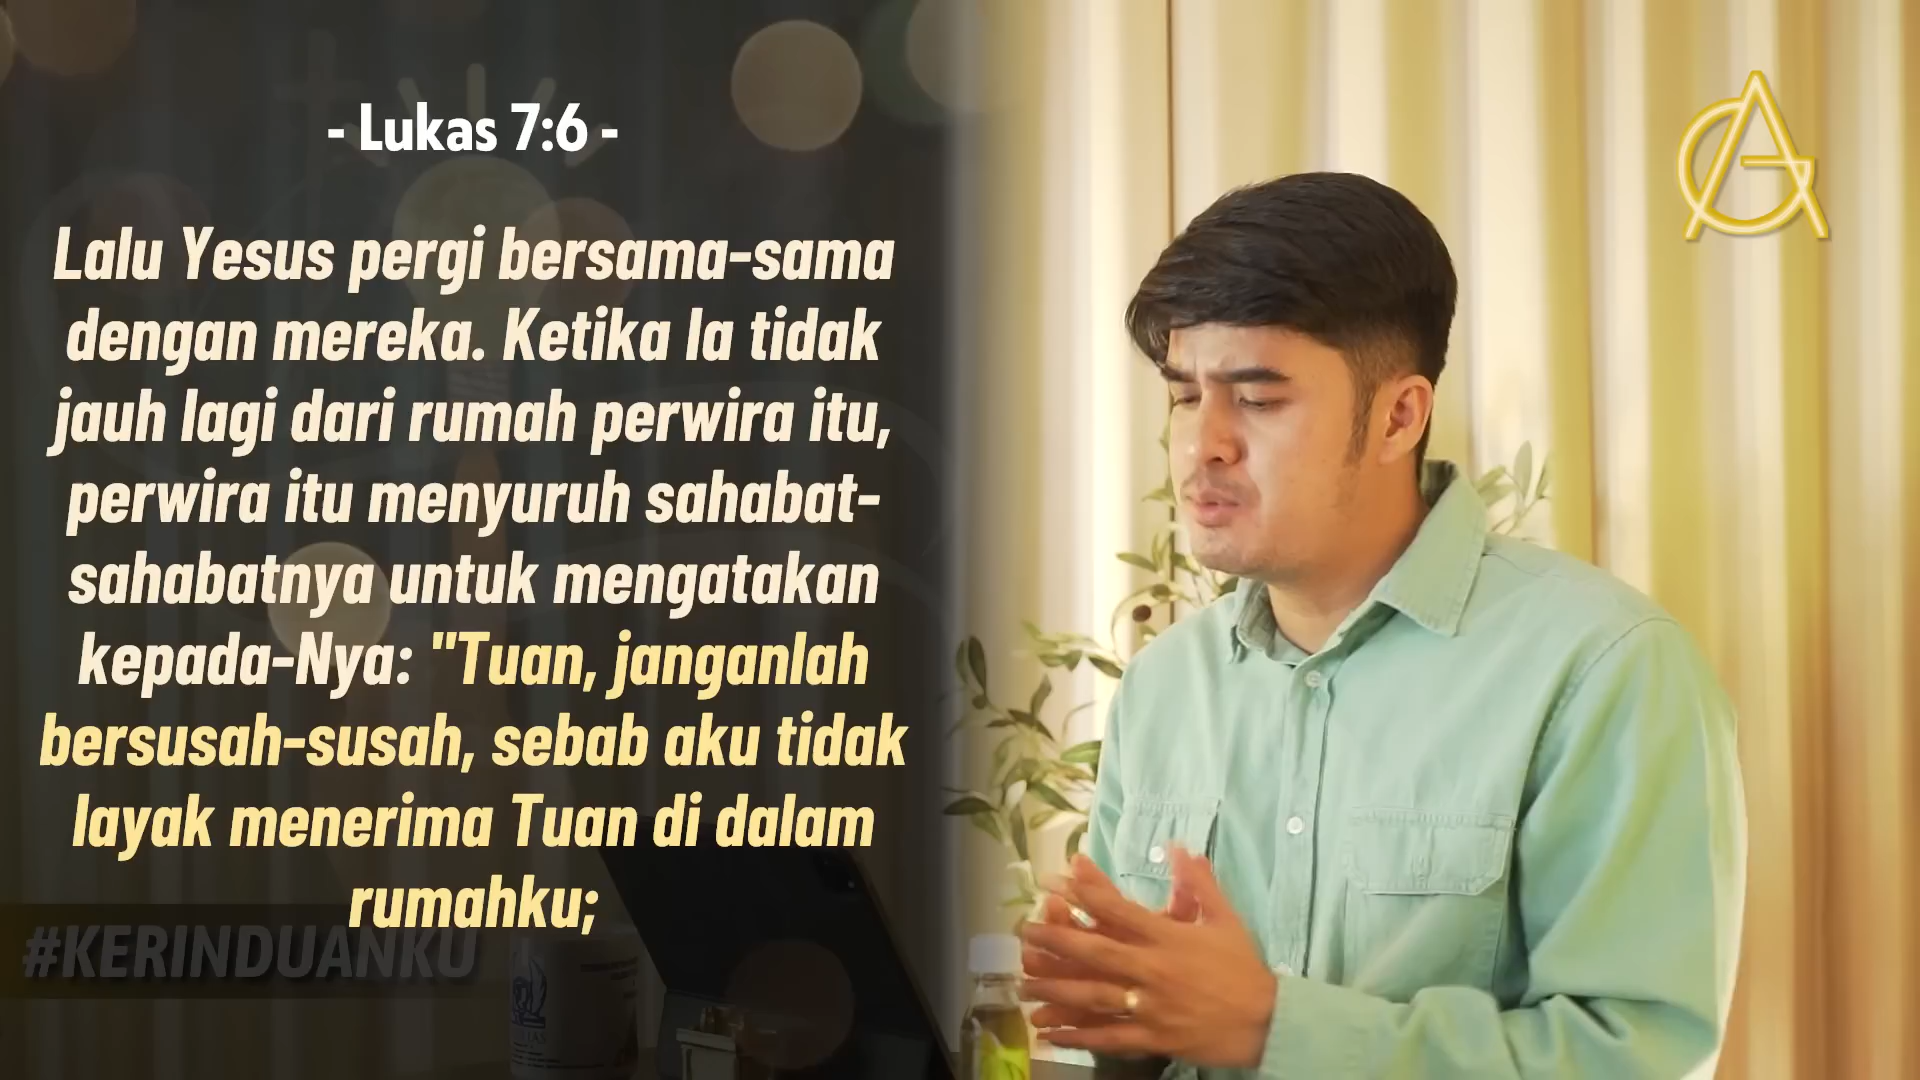 - Lukas 7:6 -
Lalu Yesus pergi bersama-sama
dengan mereka. Ketika Ia tidak
jauh lagi dari rumah perwira itu,
perwira itu menyuruh sahabat-
sahabatnya untuk mengatakan
kepada-Nya: "Tuan, janganlah
bersusah-susah, sebab aku tidak
layak menerima Tuan di dalam
rumahku;
#KERINDUANKU